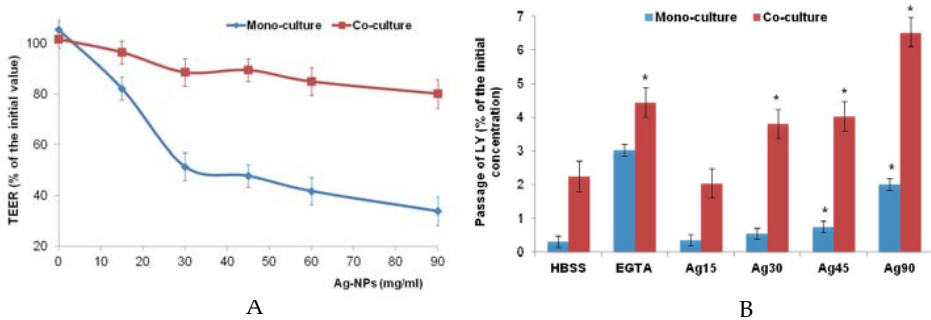 Mono-culture
Co-culture
TEER (% of the initial value)
100
80
60
40
20
0
10
20
30
40
50
60
70
80
90
Ag-NPs (mg/ml)
A
Mono-culture
Co-culture
Passage of LY (% of the initial
concentration)
7
6
5
4
3
2
1
0
*
*
*
*
*
*
*
HBSS
EGTA
Ag15
Ag30
Ag45
Ag90
B